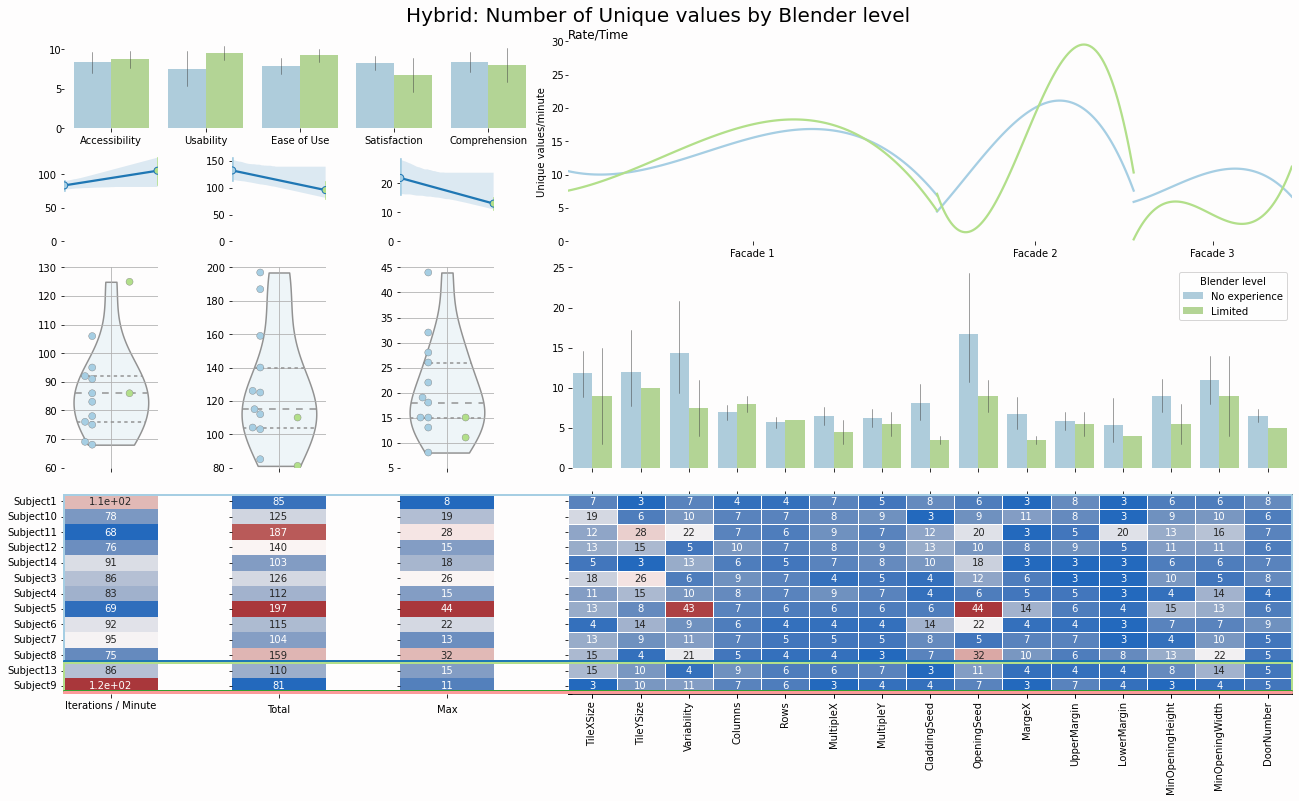 Hybrid: Number of Unique values by Blender level
10
5
0
Accessibility Usability Ease of Use Satisfaction Comprehension
Rate/Time
Unique values/minute
30
25
20
15
10
5
0
Facade 1 Facade 2 Facade 3
100
50
0
150
100
50
0
20
10
0
130
120
110
100
90
80
70
60
200
180
160
140
120
100
80
45
40
35
30
25
20
15
10
5
25
20
15
10
5
0
Blender level
No experience
Limited
Subject1 1.1e+02 85 8 7 3 7 4 4 7 5 8 6 3 8 3 6 6 8
Subject10 78 125 19 19 6 10 7 7 8 9 3 9 11 8 3 9 10 6
Subject11 68 187 28 12 28 22 7 6 9 7 12 20 3 5 20 13 16 7
Subject12 76 140 15 13 15 5 10 7 8 9 13 10 8 9 5 11 11 6
Subject14 91 103 18 5 3 13 6 5 7 8 10 18 3 3 3 6 6 7
Subject3 86 126 26 18 26 6 9 7 4 5 4 12 6 3 3 10 5 8
Subject4 83 112 15 11 15 10 8 7 9 7 4 6 5 5 3 4 14 4
Subject5 69 197 44 13 8 43 7 6 6 6 6 44 14 6 4 15 13 6
Subject6 92 115 22 4 14 9 6 4 4 4 14 22 4 4 3 7 7 9
Subject7 95 104 13 13 9 11 7 5 5 5 8 5 7 7 3 4 10 5
Subject8 75 159 32 15 4 21 5 4 4 3 7 32 10 6 8 13 22 5
Subject13 86 110 15 15 10 4 9 6 6 7 3 11 4 4 4 8 14 5
Subject9 1.2e+02 81 11 3 10 11 7 6 3 4 4 7 3 7 4 3 4 5
Iterations / Minute Total Max TileXSize TileYSize Variability Columns Rows MultipleX MultipleY CladdingSeed OpeningSeed MargeX UpperMargin LowerMargin MinOpeningHeight MinOpeningWidth DoorNumber